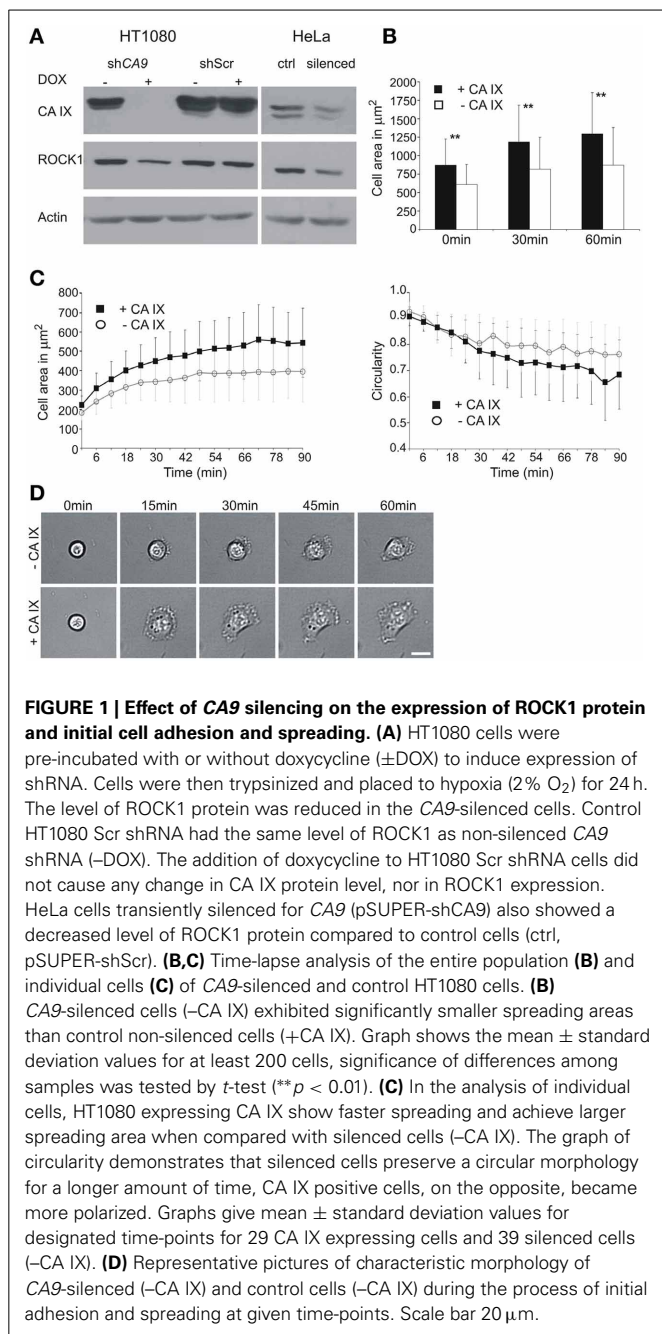 A
HT1080 HeLa
shCA9 shScr ctrl silenced
DOX - + - +
CA IX
ROCK1
Actin
B
+ CA IX
- CA IX
Cell area in µm²
2000
1750
1500
1250
1000
750
500
250
0
** ** **
0min 30min 60min
C
+ CA IX
- CA IX
Cell area in µm²
800
700
600
500
400
300
200
100
0
6 18 30 42 54 66 78 90
Time (min)
Circularity
1.0
0.9
0.8
0.7
0.6
0.5
0.4
+ CA IX
- CA IX
6 18 30 42 54 66 78 90
Time (min)
D
0min 15min 30min 45min 60min
- CA IX
+ CA IX
FIGURE 1 | Effect of CA9 silencing on the expression of ROCK1 protein
and initial cell adhesion and spreading. (A) HT1080 cells were
pre-incubated with or without doxycycline (±DOX) to induce expression of
shRNA. Cells were then trypsinized and placed to hypoxia (2% O₂) for 24 h.
The level of ROCK1 protein was reduced in the CA9-silenced cells. Control
HT1080 Scr shRNA had the same level of ROCK1 as non-silenced CA9
shRNA (–DOX). The addition of doxycycline to HT1080 Scr shRNA cells did
not cause any change in CA IX protein level, nor in ROCK1 expression.
HeLa cells transiently silenced for CA9 (pSUPER-shCA9) also showed a
decreased level of ROCK1 protein compared to control cells (ctrl,
pSUPER-shScr). (B,C) Time-lapse analysis of the entire population (B) and
individual cells (C) of CA9-silenced and control HT1080 cells. (B)
CA9-silenced cells (–CA IX) exhibited significantly smaller spreading areas
than control non-silenced cells (+CA IX). Graph shows the mean ± standard
deviation values for at least 200 cells, significance of differences among
samples was tested by t-test (**p < 0.01). (C) In the analysis of individual
cells, HT1080 expressing CA IX show faster spreading and achieve larger
spreading area when compared with silenced cells (–CA IX). The graph of
circularity demonstrates that silenced cells preserve a circular morphology
for a longer amount of time, CA IX positive cells, on the opposite, became
more polarized. Graphs give mean ± standard deviation values for
designated time-points for 29 CA IX expressing cells and 39 silenced cells
(–CA IX). (D) Representative pictures of characteristic morphology of
CA9-silenced (–CA IX) and control cells (–CA IX) during the process of initial
adhesion and spreading at given time-points. Scale bar 20 µm.